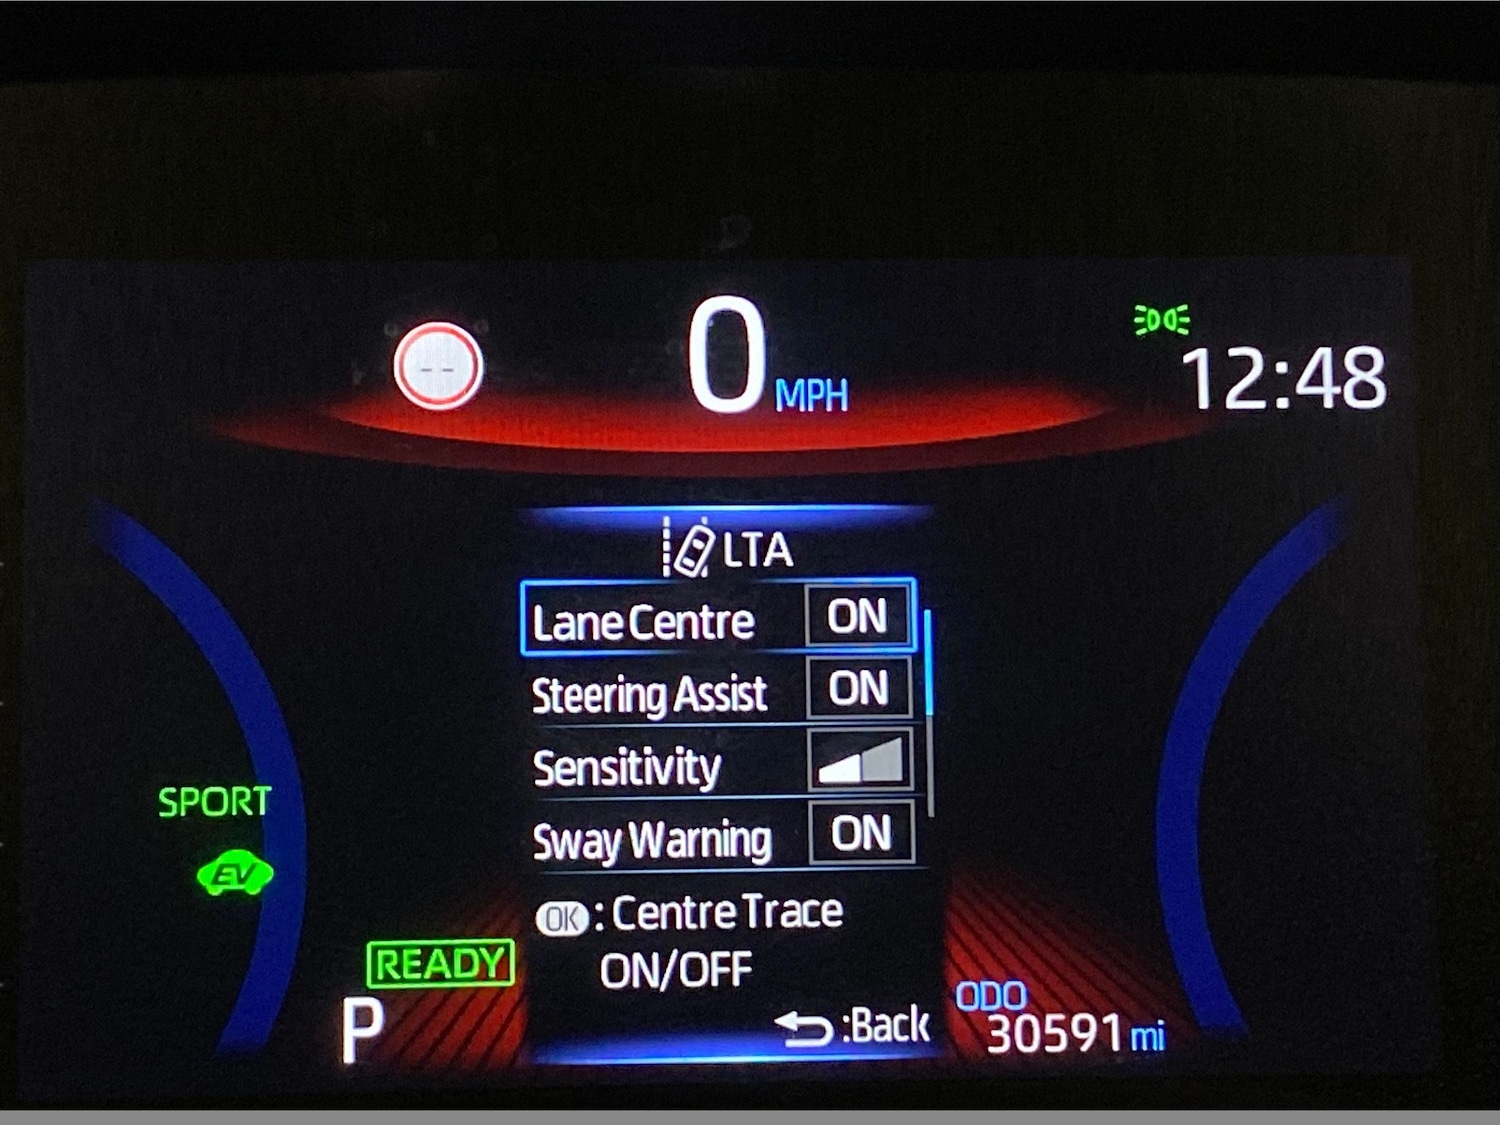 --
0 MPH
12:48
LTA
Lane Centre ON
Steering Assist ON
Sensitivity
Sway Warning ON
OK : Centre Trace
ON/OFF
:Back
SPORT
EV
READY
P
ODO
30591 mi